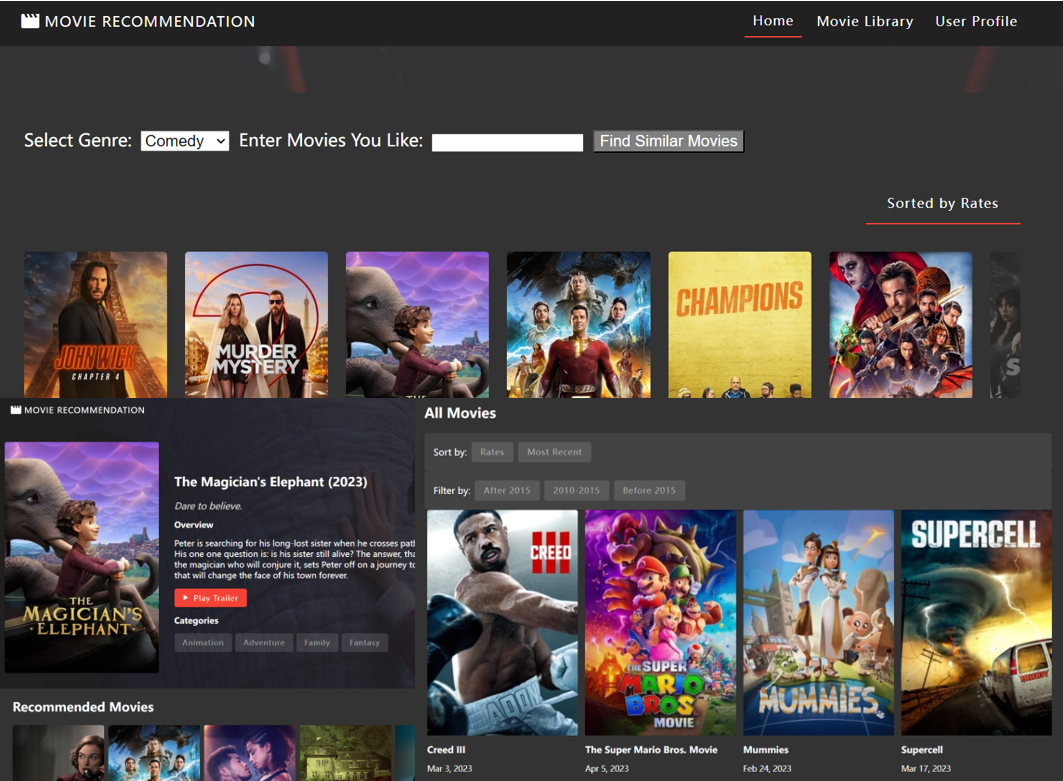 MOVIE RECOMMENDATION
Home
Movie Library
User Profile
Select Genre: Comedy Enter Movies You Like: Find Similar Movies
Sorted by Rates
JOHN WICK
CHAPTER 4
MURDER
MYSTERY
2
THE
CHAMPIONS
S
MOVIE RECOMMENDATION
THE
MAGICIAN'S
ELEPHANT
The Magician's Elephant (2023)
Dare to believe.
Overview
Peter is searching for his long-lost sister when he crosses pat
His one one question is: is his sister still alive? The answer, tha
the magician who will conjure it, sets Peter off on a journey to
that will change the face of his town forever.
Play Trailer
Categories
Animation Adventure Family Fantasy
Recommended Movies
All Movies
Sort by: Rates Most Recent
Filter by: After 2015 2010-2015 Before 2015
CREED
III
ADO
THE SUPER
MARIO
BROS.
MOVIE
MUMMIES
SUPERCELL
Creed III
Mar 3, 2023
The Super Mario Bros. Movie
Apr 5, 2023
Mummies
Feb 24, 2023
Supercell
Mar 17, 2023